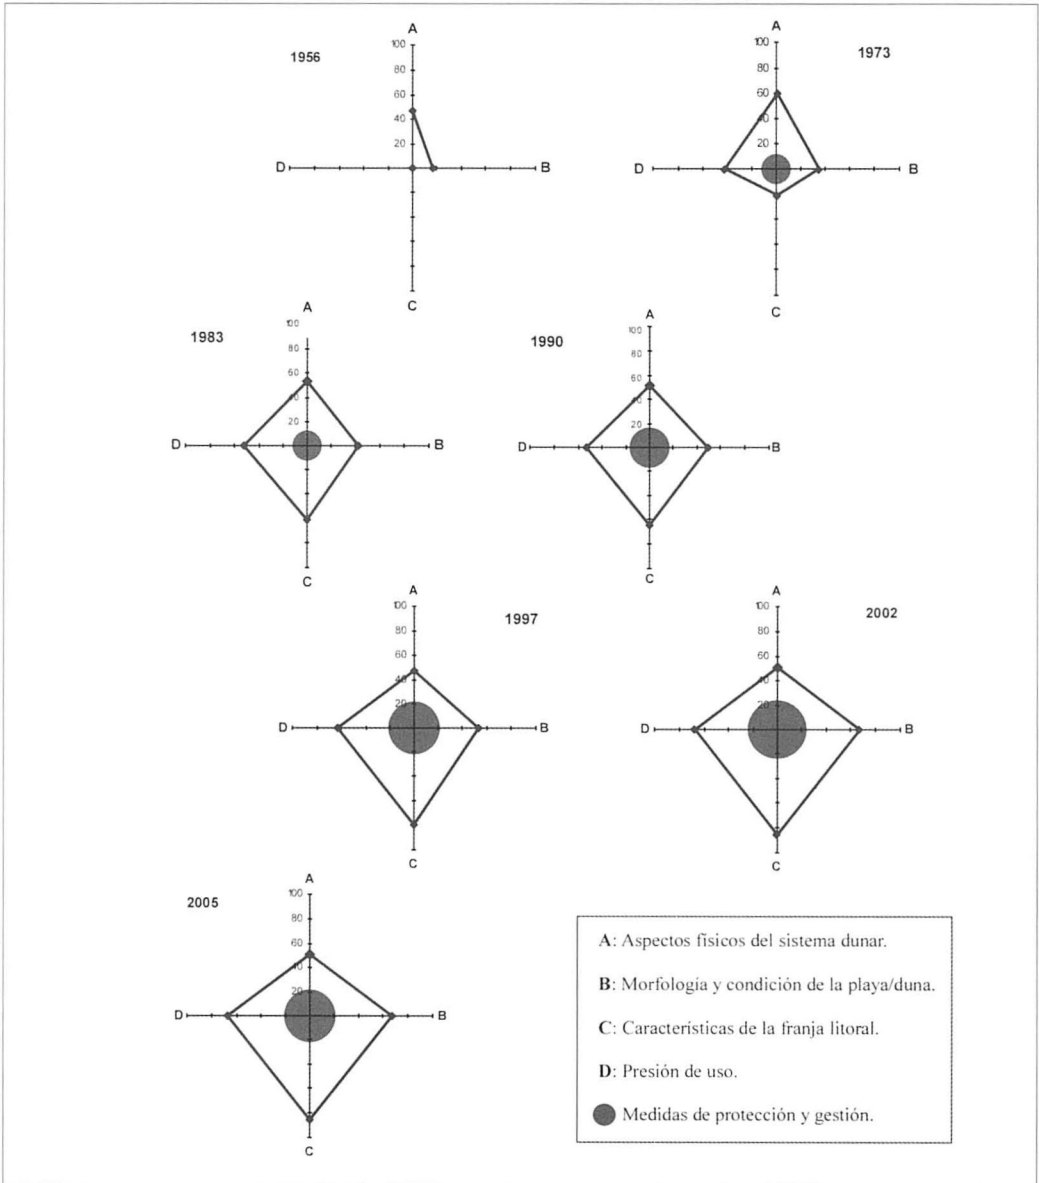 1956
A
100
80
60
40
20
D
B
C
1973
A
100
80
60
40
20
D
B
C
1983
A
100
80
60
40
20
D
B
C
1990
A
100
80
60
40
20
D
B
C
1997
A
100
80
60
40
20
D
B
C
2002
A
100
80
60
40
20
D
B
C
2005
A
100
80
60
40
20
D
B
C
A: Aspectos físicos del sistema dunar.
B: Morfología y condición de la playa/duna.
C: Características de la franja litoral.
D: Presión de uso.
Medidas de protección y gestión.